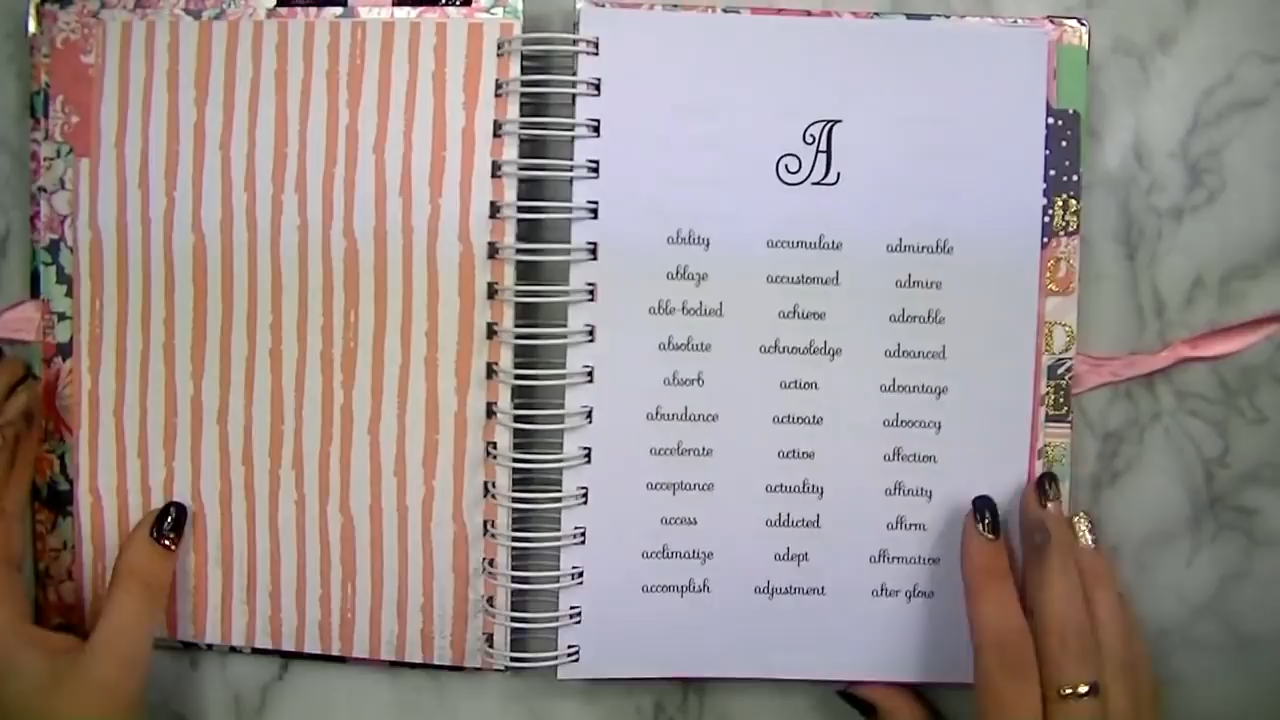 A
ability accumulate admirable
ablaze accustomed admire
able-bodied achieve adorable
absolute acknowledge advanced
absorb action advantage
abundance activate advocacy
accelerate active affection
acceptance actuality affinity
access addicted affirm
acclimatize adept affirmative
accomplish adjustment after glow
B
C
D
E
F